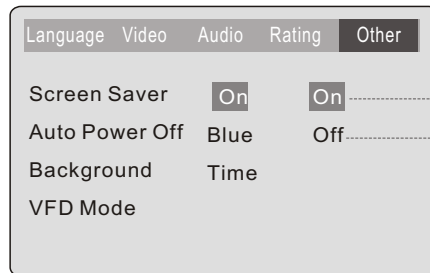 Language Video Audio Rating Other
Screen Saver On On
Auto Power Off Blue Off
Background Time
VFD Mode